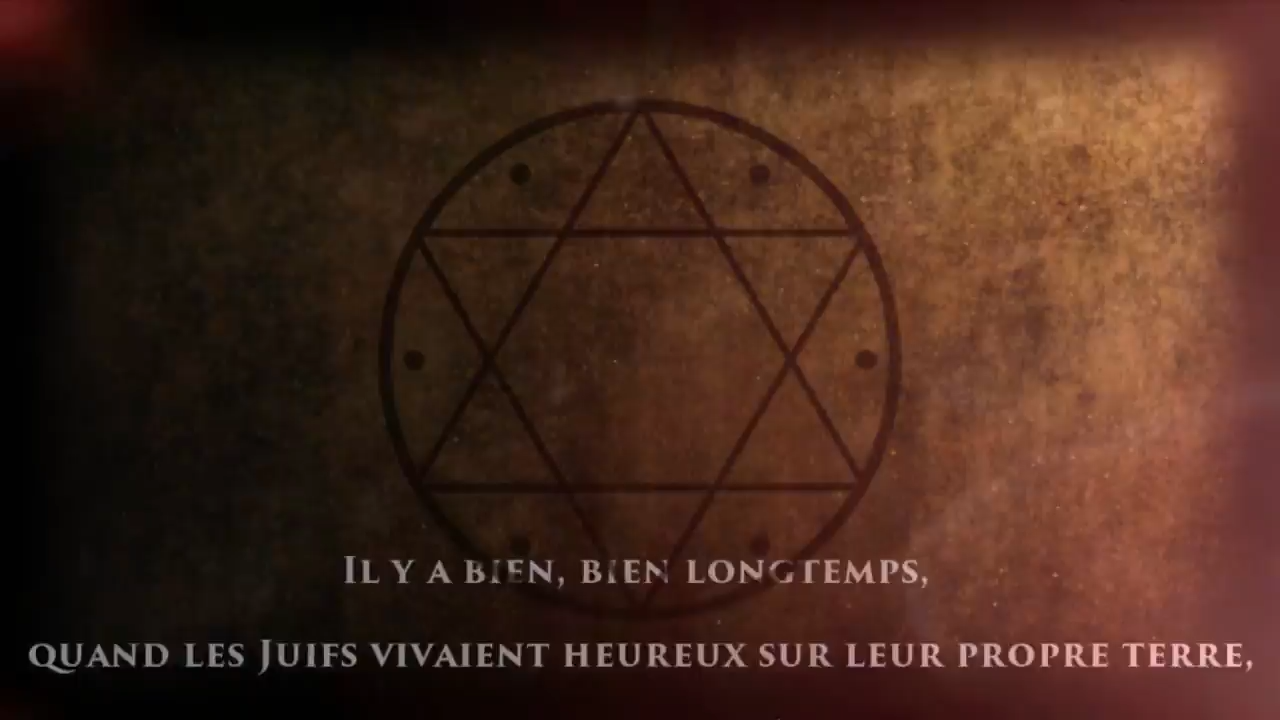 Il y a bien, bien longtemps,
quand les Juifs vivaient heureux sur leur propre terre,